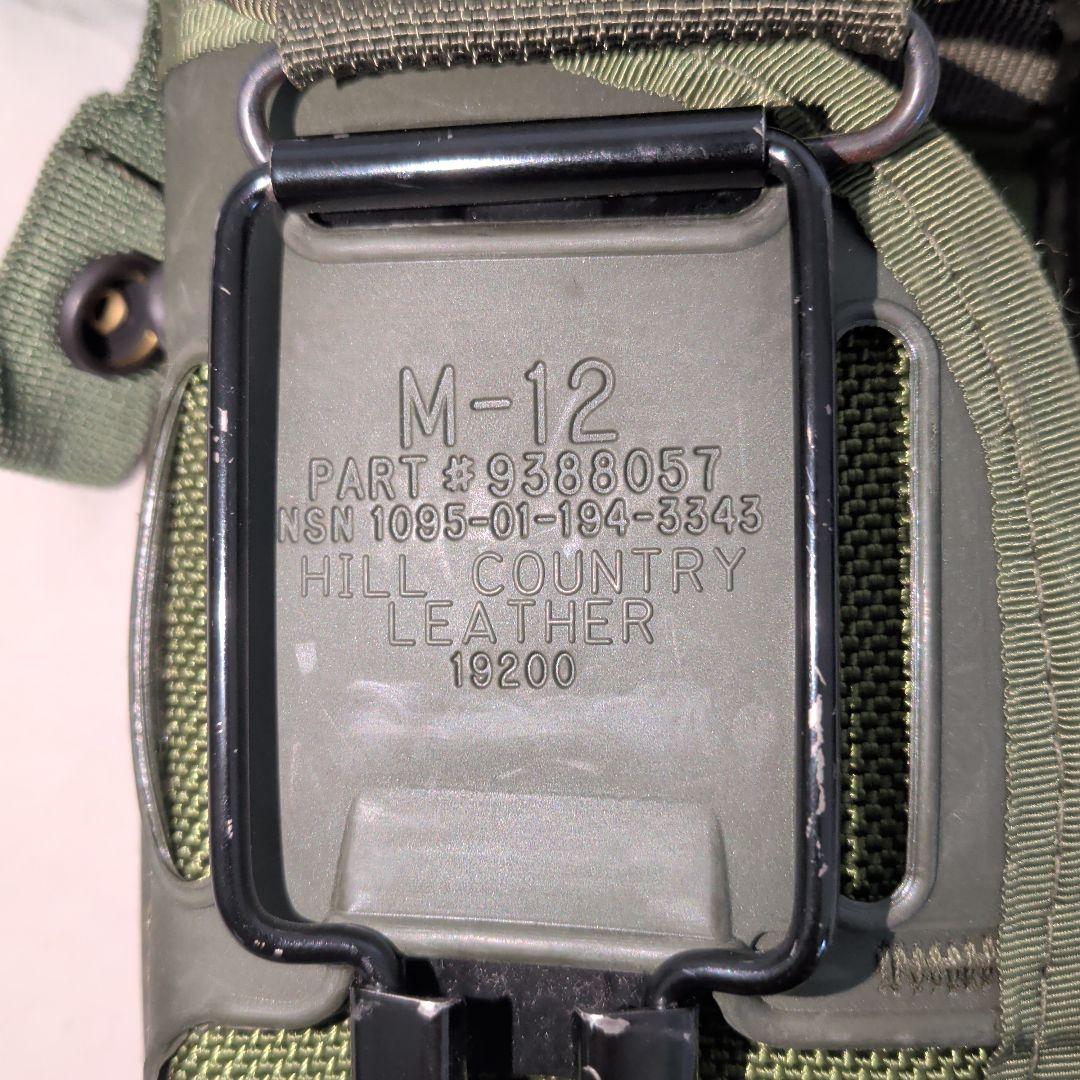 M-12
PART # 9388057
NSN 1095-01-194-3343
HILL COUNTRY
LEATHER
19200